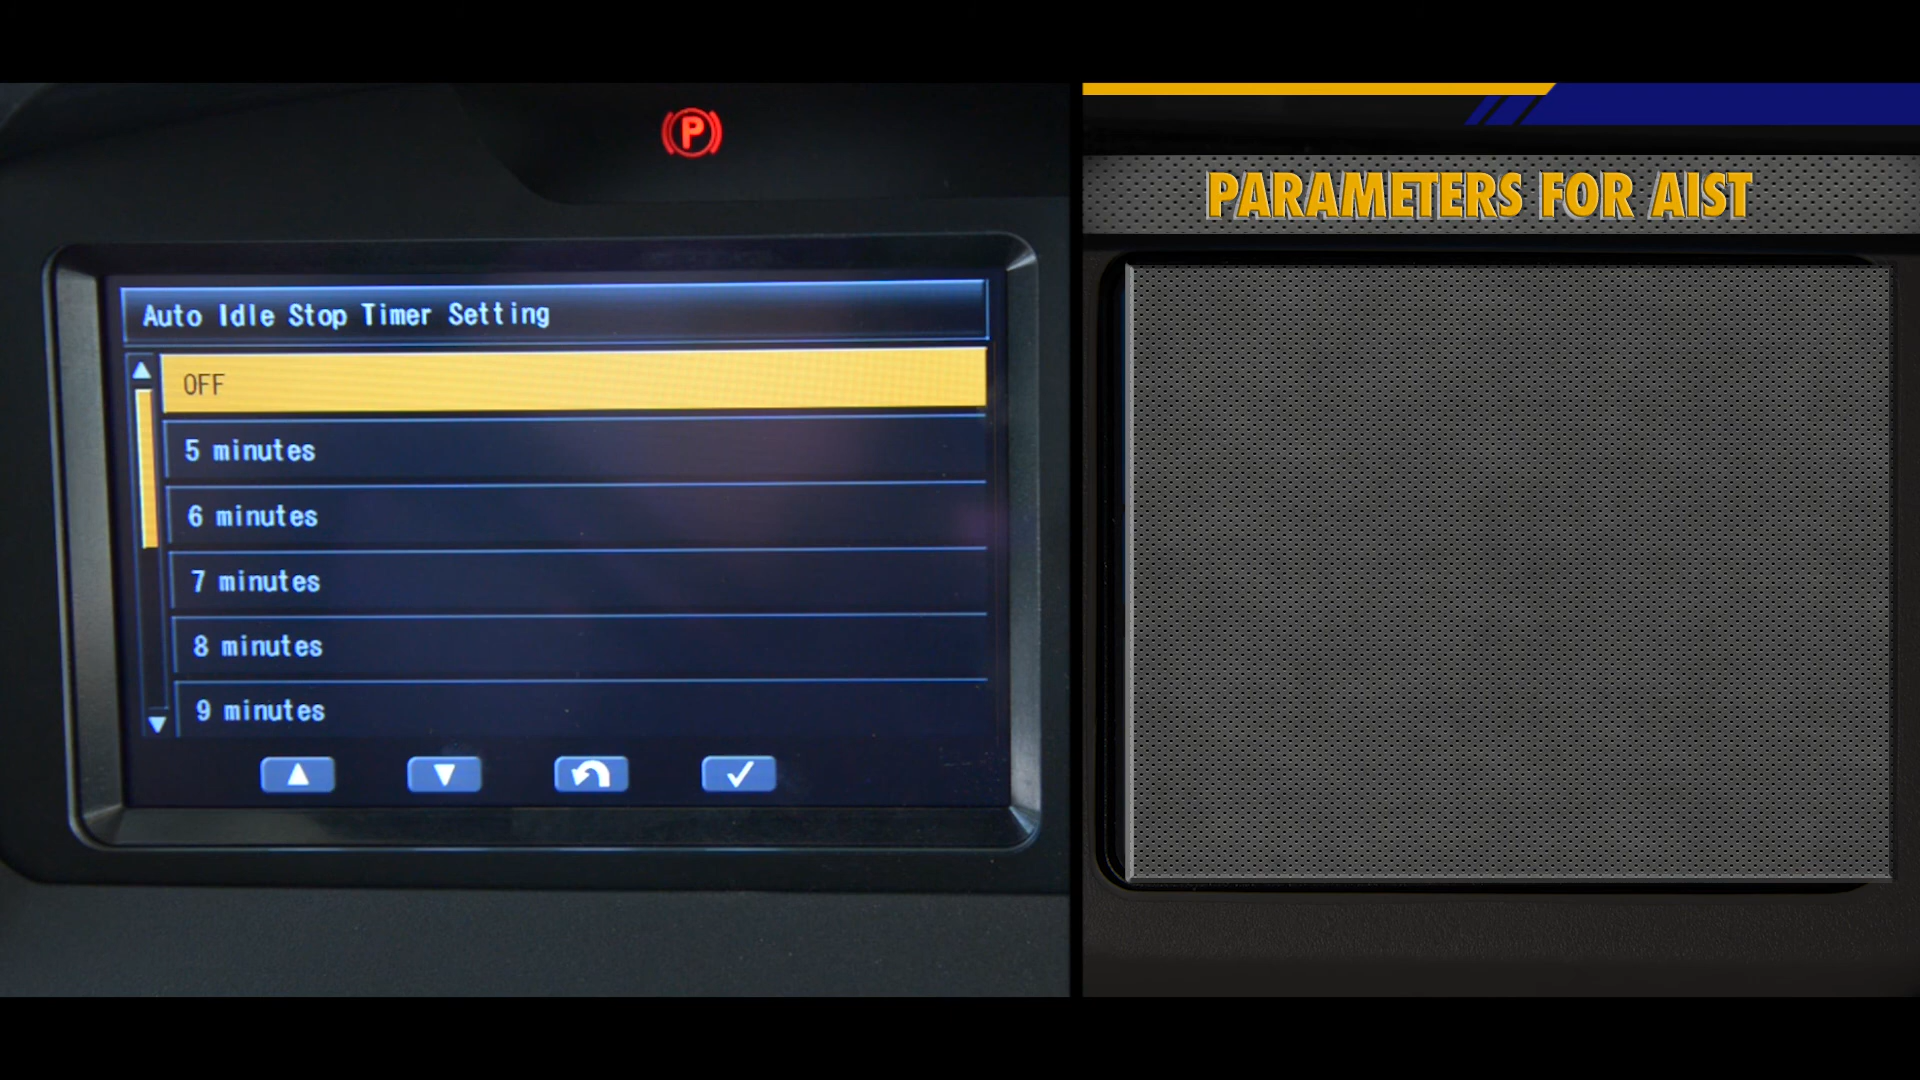 P
Auto Idle Stop Timer Setting
OFF
5 minutes
6 minutes
7 minutes
8 minutes
9 minutes
PARAMETERS FOR AIST